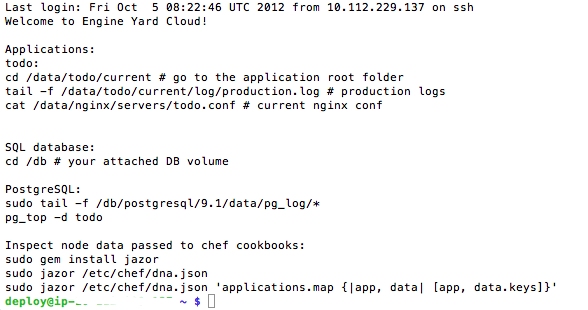 Last login: Fri Oct  5 08:22:46 UTC 2012 from 10.112.229.137 on ssh
Welcome to Engine Yard Cloud!
Applications:
todo:
cd /data/todo/current # go to the application root folder
tail -f /data/todo/current/log/production.log # production logs
cat /data/nginx/servers/todo.conf # current nginx conf
SQL database:
cd /db # your attached DB volume
PostgreSQL:
sudo tail -f /db/postgresql/9.1/data/pg_log/*
pg_top -d todo
Inspect node data passed to chef cookbooks:
sudo gem install jazor
sudo jazor /etc/chef/dna.json
sudo jazor /etc/chef/dna.json 'applications.map {|app, data| [app, data.keys]}'
deploy@ip- ~ $